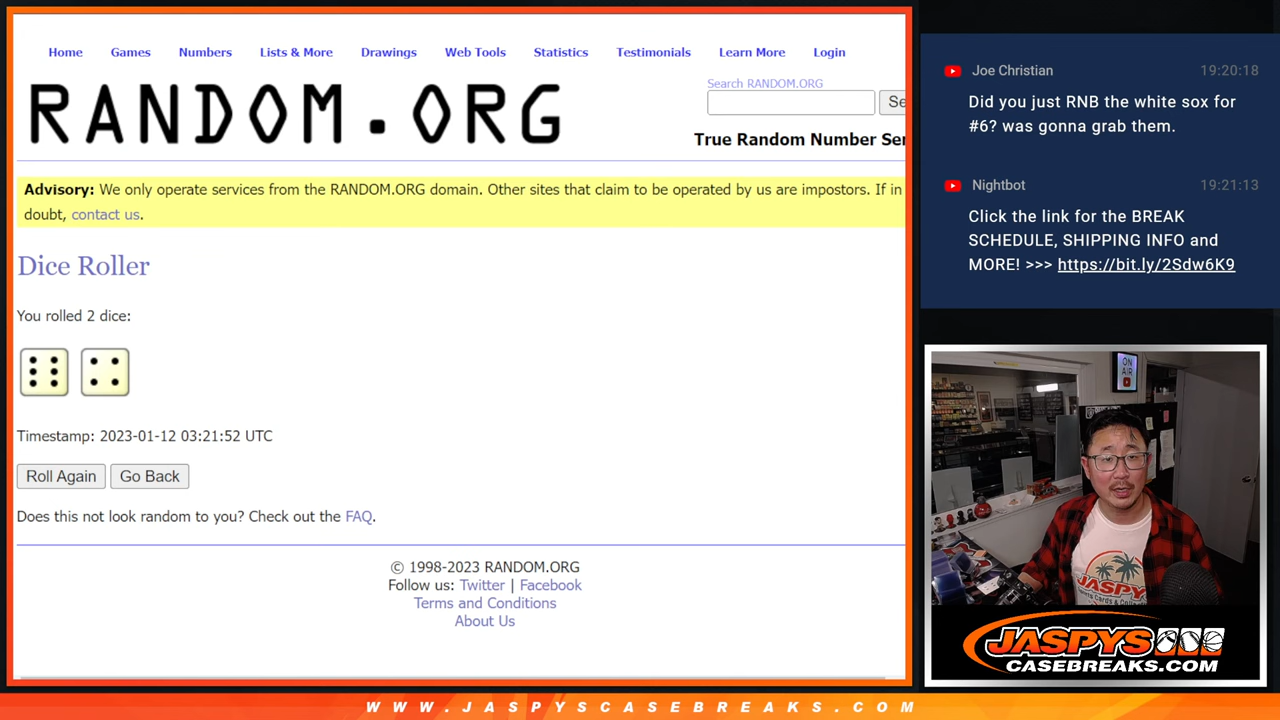 Home Games Numbers Lists & More Drawings Web Tools Statistics Testimonials Learn More Login
RANDOM.ORG
Search RANDOM.ORG
Se
True Random Number Ser
Advisory: We only operate services from the RANDOM.ORG domain. Other sites that claim to be operated by us are impostors. If in
doubt, contact us.
Dice Roller
You rolled 2 dice:
Timestamp: 2023-01-12 03:21:52 UTC
Roll Again Go Back
Does this not look random to you? Check out the FAQ.
© 1998-2023 RANDOM.ORG
Follow us: Twitter | Facebook
Terms and Conditions
About Us
Joe Christian 19:20:18
Did you just RNB the white sox for
#6? was gonna grab them.
Nightbot 19:21:13
Click the link for the BREAK
SCHEDULE, SHIPPING INFO and
MORE! >>> https://bit.ly/2Sdw6K9
ON
AIR
JASPYS
JASPYS
CASEBREAKS.COM
WWW.JASPYSCASEBREAKS.COM